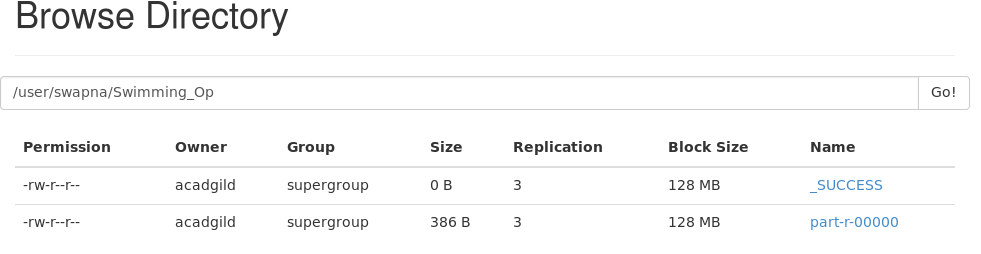 Browse Directory
/user/swapna/Swimming_Op Go!
Permission Owner Group Size Replication Block Size Name
-rw-r--r-- acadgild supergroup 0 B 3 128 MB _SUCCESS
-rw-r--r-- acadgild supergroup 386 B 3 128 MB part-r-00000